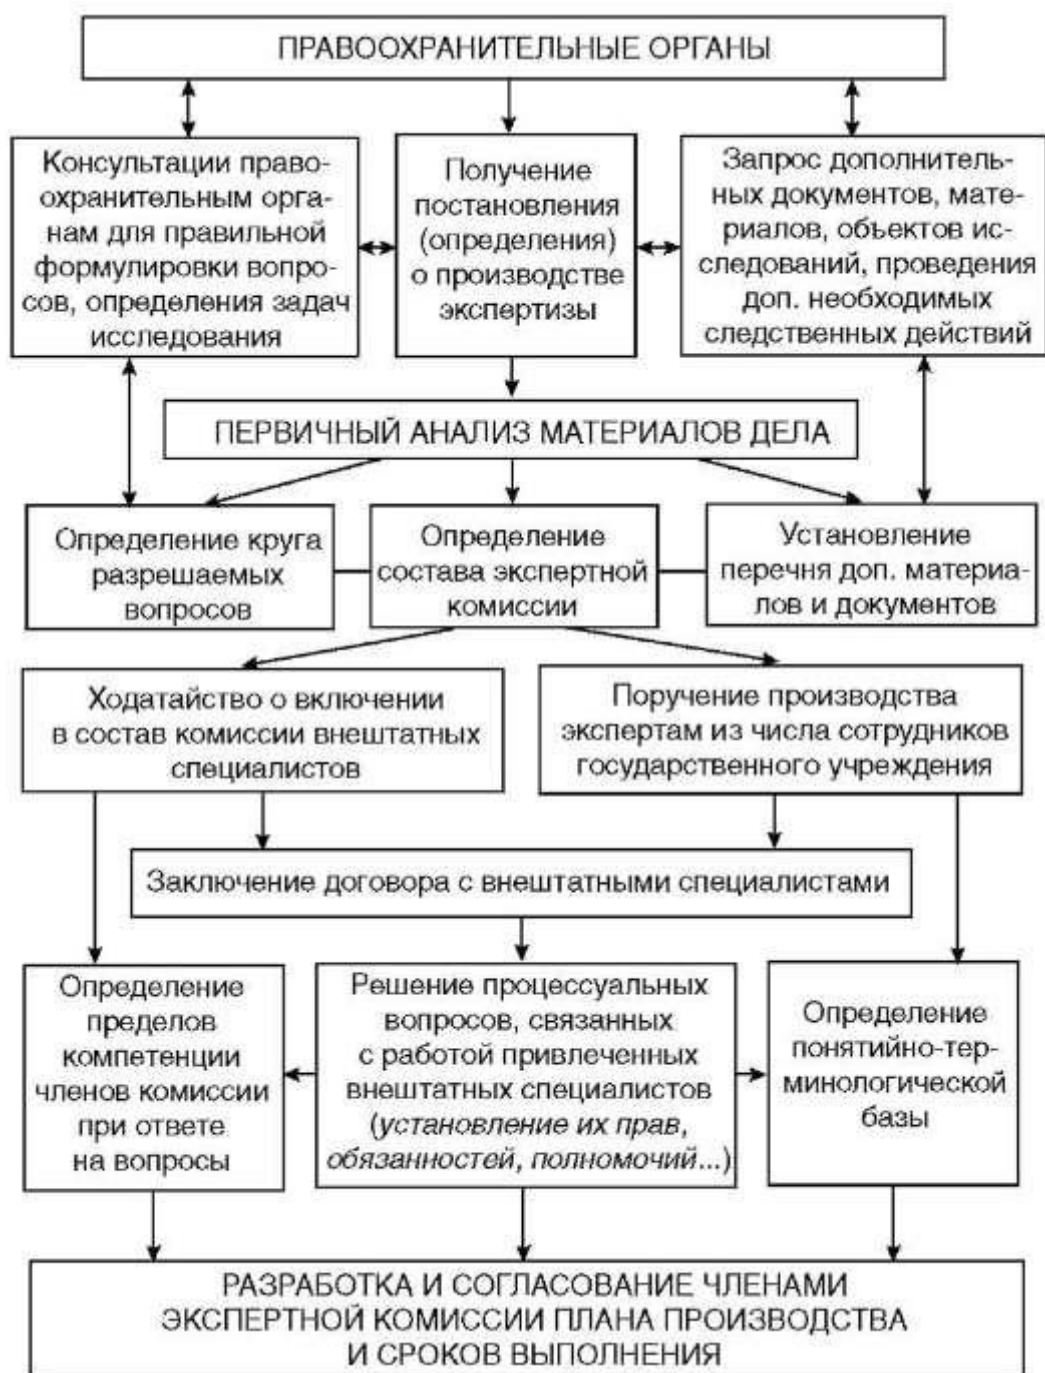 ПРАВООХРАНИТЕЛЬНЫЕ ОРГАНЫ
Консультации право-
охранительным орга-
нам для правильной
формулировки вопро-
сов, определения задач
исследования
Получение
постановления
(определения)
о производстве
экспертизы
Запрос дополнитель-
ных документов, мате-
риалов, объектов ис-
следований, проведения
доп. необходимых
следственных действий
ПЕРВИЧНЫЙ АНАЛИЗ МАТЕРИАЛОВ ДЕЛА
Определение круга
разрешаемых
вопросов
Определение
состава экспертной
комиссии
Установление
перечня доп. материа-
лов и документов
Ходатайство о включении
в состав комиссии внештатных
специалистов
Поручение производства
экспертам из числа сотрудников
государственного учреждения
Заключение договора с внештатными специалистами
Определение
пределов
компетенции
членов комиссии
при ответе
на вопросы
Решение процессуальных
вопросов, связанных
с работой привлеченных
внештатных специалистов
(установление их прав,
обязанностей, полномочий...)
Определение
понятийно-тер-
минологической
базы
РАЗРАБОТКА И СОГЛАСОВАНИЕ ЧЛЕНАМИ
ЭКСПЕРТНОЙ КОМИССИИ ПЛАНА ПРОИЗВОДСТВА
И СРОКОВ ВЫПОЛНЕНИЯ